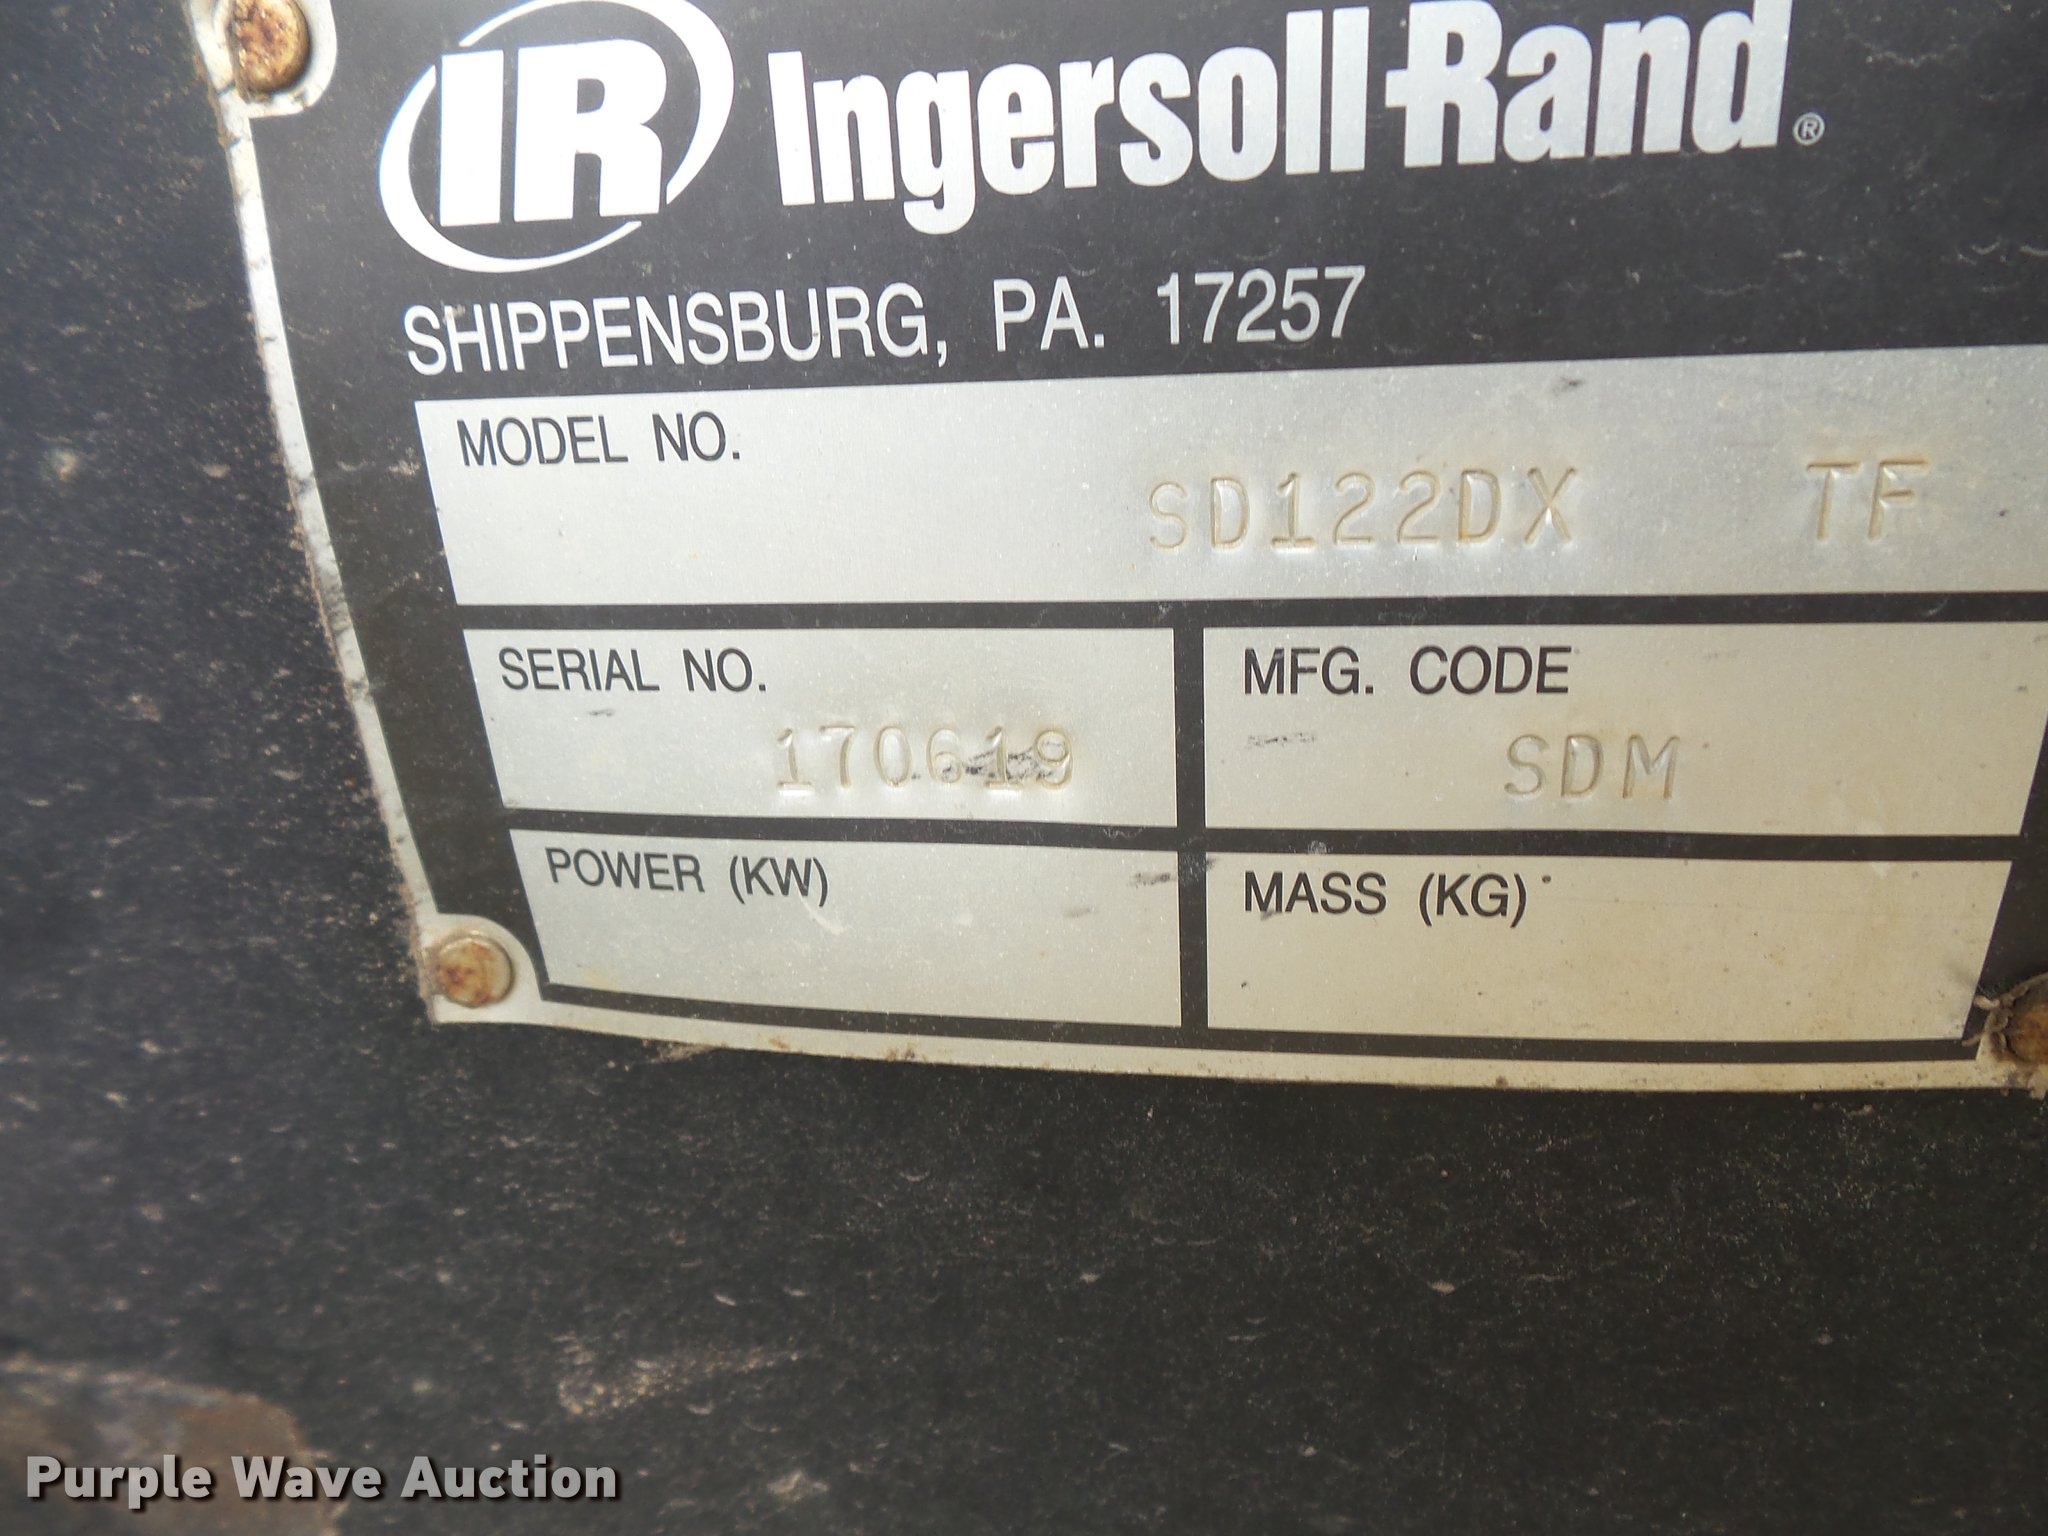 IR Ingersoll-Rand®
SHIPPENSBURG, PA. 17257
MODEL NO.
SD122DX TF
SERIAL NO.
170619
MFG. CODE
SDM
POWER (KW)
MASS (KG)
Purple Wave Auction